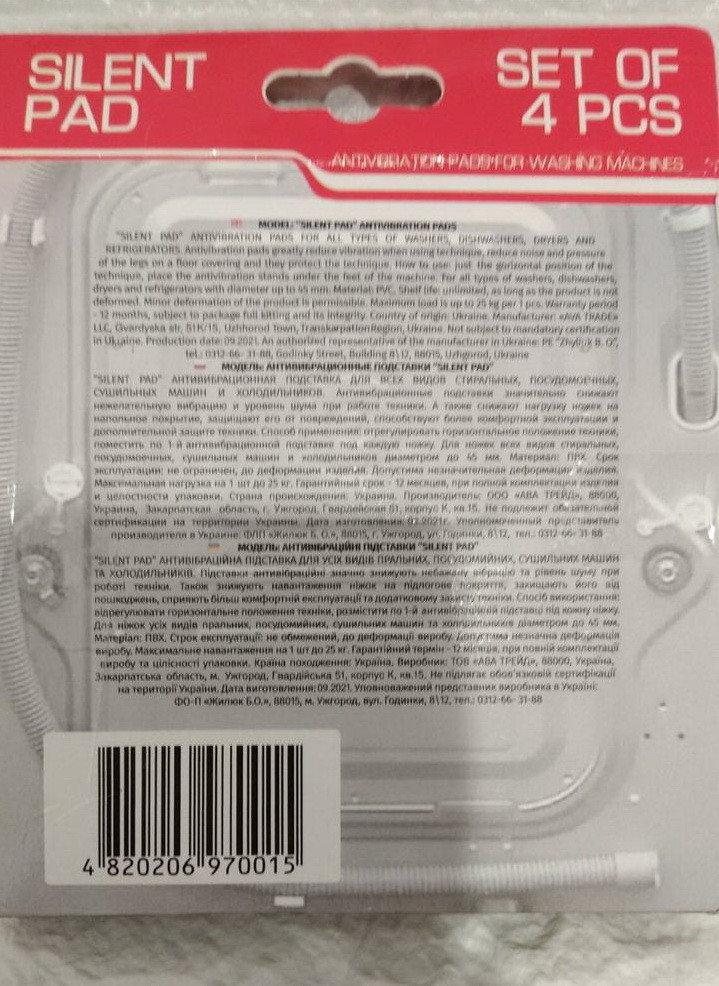 SILENT
PAD
SET OF
4 PCS
ANTIVIBRATION PADS FOR WASHING MACHINES
MODEL: "SILENT PAD" ANTIVIBRATION PADS
"SILENT PAD" ANTIVIBRATION PADS FOR ALL TYPES OF WASHERS, DISHWASHERS, DRYERS AND
REFRIGERATORS. Antivibration pads greatly reduce vibration when using technique, reduce noise and pressure
of the legs on a floor covering and they protect the technique. How to use: just the gorizontal position of the
technique, place the antivibration stands under the feet of the machine. For all types of washers, dishwashers,
dryers and refrigerators with diameter up to 45 mm. Material: PVC. Shelf life: unlimited, as long as the product is not
deformed. Minor deformation of the product is permissible. Maximum load is up to 25 kg per 1 pcs. Warranty period
- 12 months, subject to package full kitting and its integrity. Country of origin: Ukraine. Manufacturer: «AVA TRADE»
LLC, Gvardyska str, 51K/15, Uzhhorod Town, Transkarpation Region, Ukraine. Not subject to mandatory certification
in Ukraine. Production date: 09.2021. An authorized representative of the manufacturer in Ukraine: PE "Zhyliuk B. O.",
tel.: 0312-66- 31-88, Godinky Street, Building 8\12, 88015, Uzhgorod, Ukraine
МОДЕЛЬ: АНТИВИБРАЦИОННЫЕ ПОДСТАВКИ "SILENT PAD"
"SILENT PAD" АНТИВИБРАЦИОННАЯ ПОДСТАВКА ДЛЯ ВСЕХ ВИДОВ СТИРАЛЬНЫХ, ПОСУДОМОЕЧНЫХ,
СУШИЛЬНЫХ МАШИН И ХОЛОДИЛЬНИКОВ. Антивибрационные подставки значительно снижают
нежелательную вибрацию и уровень шума при работе техники. А также снижают нагрузку ножек на
напольное покрытие, защищают его от повреждений, способствуют более комфортной эксплуатации и
дополнительной защите техники. Способ применения: отрегулировать горизонтальное положение техники,
поместить по 1-й антивибрационной подставке под каждую ножку. Для ножек всех видов стиральных,
посудомоечных, сушильных машин и холодильников диаметром до 45 мм. Материал: ПВХ. Срок
эксплуатации: не ограничен, до деформации изделия. Допустима незначительная деформация изделия.
Максимальная нагрузка на 1 шт до 25 кг. Гарантийный срок - 12 месяцев, при полной комплектации изделия
и целостности упаковки. Страна происхождения: Украина. Производитель: ООО «АВА ТРЕЙД», 88600,
Украина, Закарпатская область, г. Ужгород, Гвардейская 51, корпус К, кв.15. Не подлежит обязательной
сертификации на территории Украины. Дата изготовления: 09.2021г. Уполномоченный представитель
производителя в Украине: ФЛП «Жилюк Б. О.», 88015, г. Ужгород, ул. Годинки, 8\12, тел.: 0312-66- 31-88
МОДЕЛЬ: АНТИВІБРАЦІЙНІ ПІДСТАВКИ "SILENT PAD"
"SILENT PAD" АНТИВІБРАЦІЙНА ПІДСТАВКА ДЛЯ УСІХ ВИДІВ ПРАЛЬНИХ, ПОСУДОМИЙНИХ, СУШИЛЬНИХ МАШИН
ТА ХОЛОДИЛЬНИКІВ. Підставки антивібраційні значно знижують небажану вібрацію та рівень шуму при
роботі техніки. Також знижують навантаження ніжок на підлогове покриття, захищають його від
пошкоджень, сприяють більш комфортній експлуатації та додатковому захисту техніки. Спосіб використання:
відрегулювати горизонтальне положення техніки, розмістити по 1-й антивібраційній підставці під кожну ніжку.
Для ніжок усіх видів пральних, посудомийних, сушильних машин та холодильників діаметром до 45 мм.
Матеріал: ПВХ. Строк експлуатації: не обмежений, до деформації виробу. Допустима незначна деформація
виробу. Максимальне навантаження на 1 шт до 25 кг. Гарантійний термін - 12 місяців, при повній комплектації
виробу та цілісності упаковки. Країна походження: Україна. Виробник: ТОВ «АВА ТРЕЙД», 88000, Україна,
Закарпатська область, м. Ужгород, Гвардійська 51, корпус К, кв.15. Не підлягає обов'язковій сертифікації
на території України. Дата виготовлення: 09.2021. Уповноважений представник виробника в Україні:
ФО-П «Жилюк Б.О.», 88015, м. Ужгород, вул. Годинки, 8\12, тел.: 0312-66- 31-88
4 820206 970015